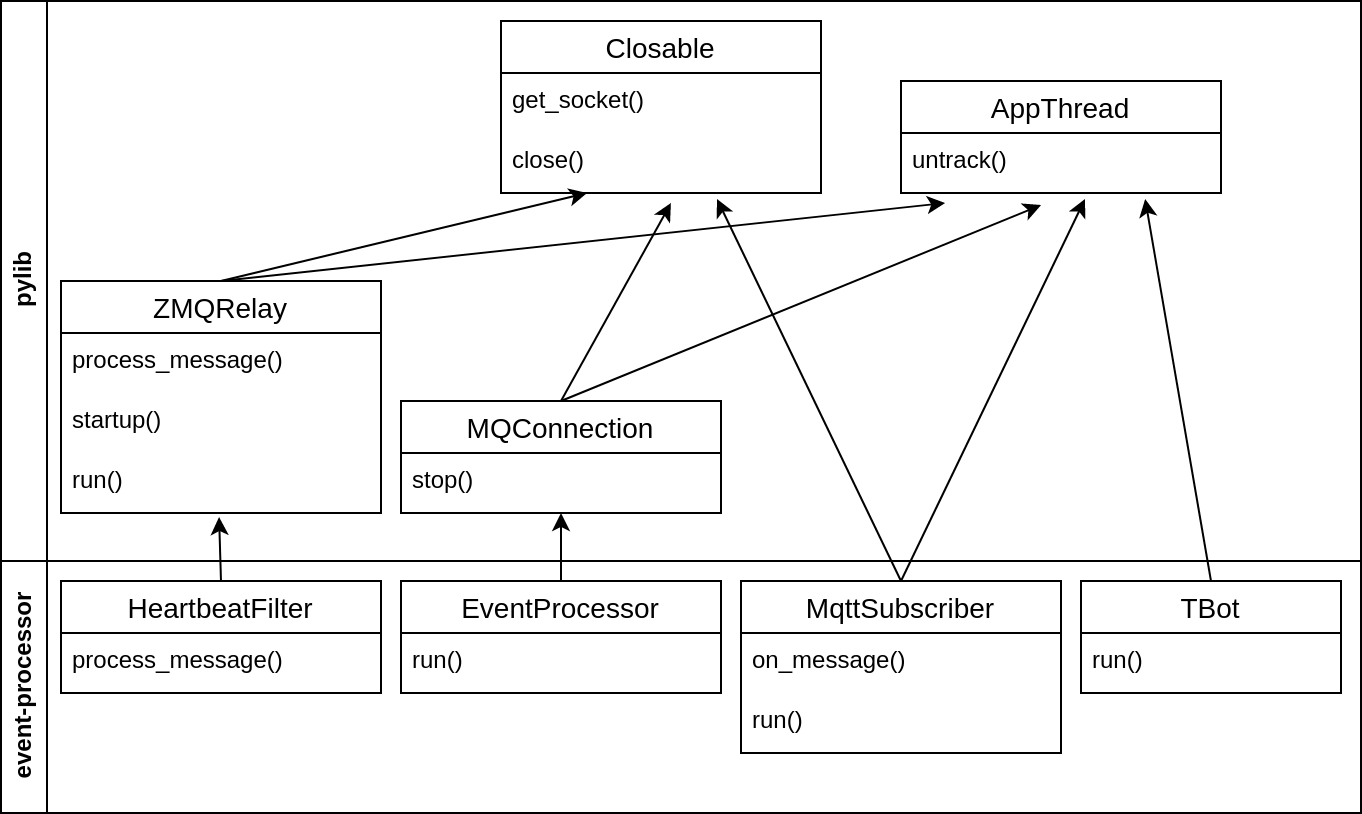 pylib
Closable
get_socket()
close()
AppThread
untrack()
ZMQRelay
process_message()
startup()
run()
MQConnection
stop()
event-processor
HeartbeatFilter
process_message()
EventProcessor
run()
MqttSubscriber
on_message()
run()
TBot
run()